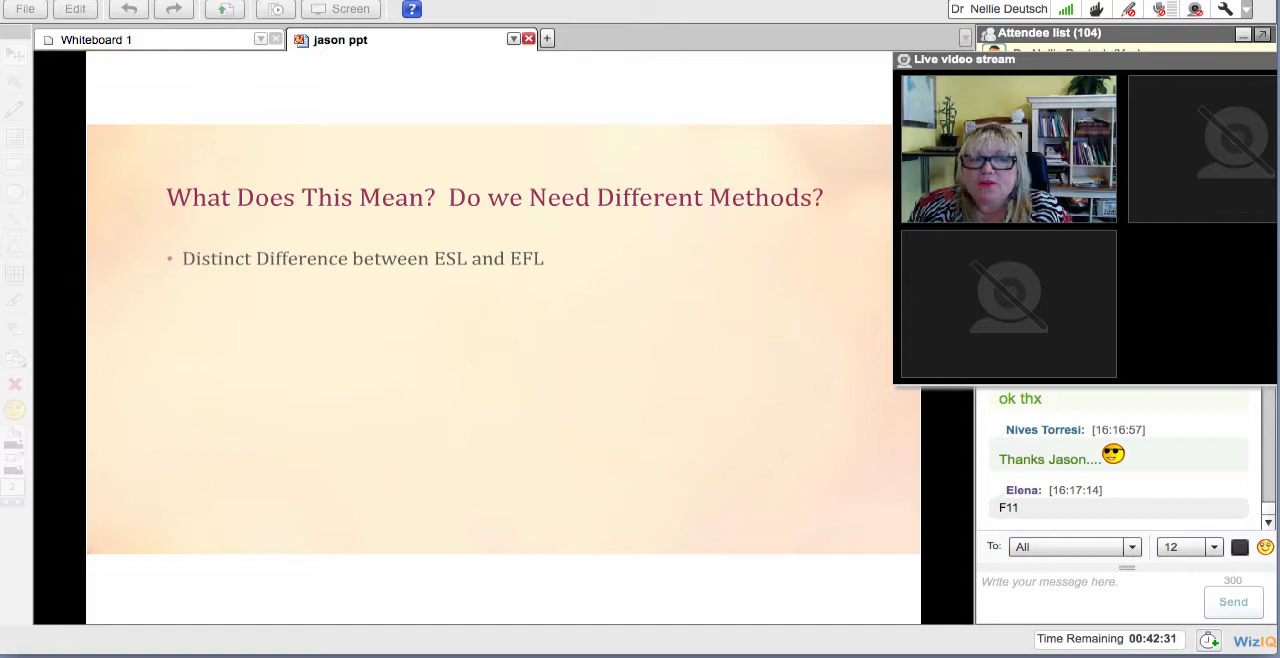 File Edit Screen ? Dr Nellie Deutsch
Whiteboard 1 jason ppt +
Attendee list (104)
Live video stream
What Does This Mean? Do we Need Different Methods?
• Distinct Difference between ESL and EFL
ok thx
Nives Torresi: [16:16:57]
Thanks Jason....
Elena: [16:17:14]
F11
To: All 12
Write your message here. 300
Send
2
Time Remaining 00:42:31 WizIQ